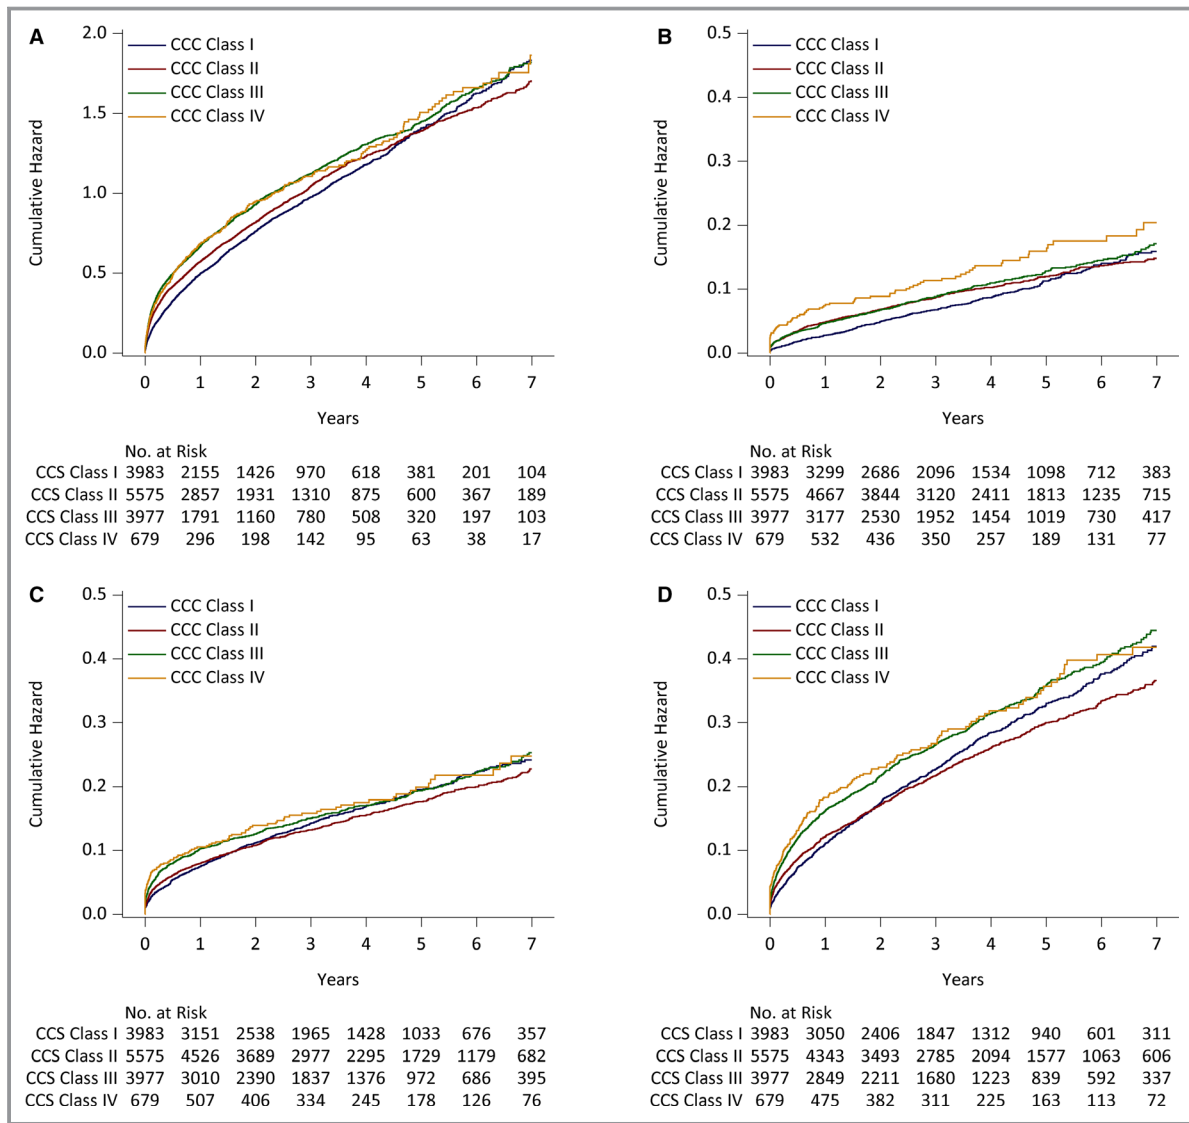 A
2.0
1.5
1.0
0.5
0.0
Cumulative Hazard
CCC Class I
CCC Class II
CCC Class III
CCC Class IV
0 1 2 3 4 5 6 7
Years
No. at Risk
CCS Class I 3983 2155 1426 970 618 381 201 104
CCS Class II 5575 2857 1931 1310 875 600 367 189
CCS Class III 3977 1791 1160 780 508 320 197 103
CCS Class IV 679 296 198 142 95 63 38 17
B
0.5
0.4
0.3
0.2
0.1
0.0
Cumulative Hazard
CCC Class I
CCC Class II
CCC Class III
CCC Class IV
0 1 2 3 4 5 6 7
Years
No. at Risk
CCS Class I 3983 3299 2686 2096 1534 1098 712 383
CCS Class II 5575 4667 3844 3120 2411 1813 1235 715
CCS Class III 3977 3177 2530 1952 1454 1019 730 417
CCS Class IV 679 532 436 350 257 189 131 77
C
0.5
0.4
0.3
0.2
0.1
0.0
Cumulative Hazard
CCC Class I
CCC Class II
CCC Class III
CCC Class IV
0 1 2 3 4 5 6 7
Years
No. at Risk
CCS Class I 3983 3151 2538 1965 1428 1033 676 357
CCS Class II 5575 4526 3689 2977 2295 1729 1179 682
CCS Class III 3977 3010 2390 1837 1376 972 686 395
CCS Class IV 679 507 406 334 245 178 126 76
D
0.5
0.4
0.3
0.2
0.1
0.0
Cumulative Hazard
CCC Class I
CCC Class II
CCC Class III
CCC Class IV
0 1 2 3 4 5 6 7
Years
No. at Risk
CCS Class I 3983 3050 2406 1847 1312 940 601 311
CCS Class II 5575 4343 3493 2785 2094 1577 1063 606
CCS Class III 3977 2849 2211 1680 1223 839 592 337
CCS Class IV 679 475 382 311 225 163 113 72